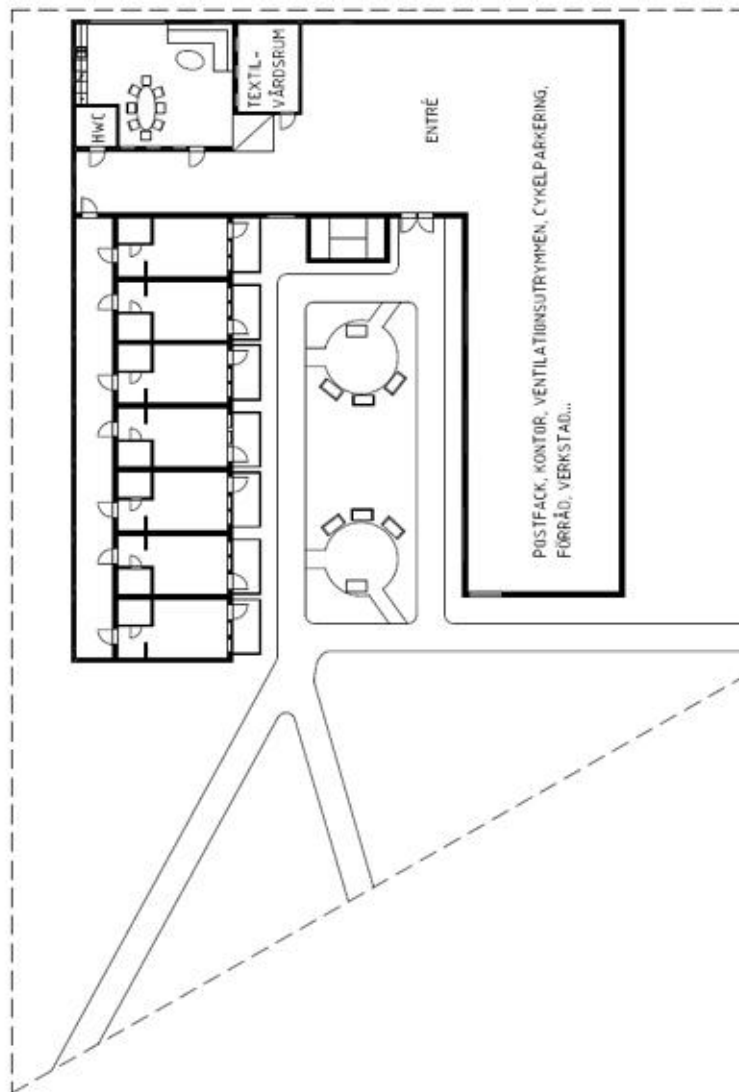 HWC
TEXTIL-
VÅRDSRUM
ENTRÉ
POSTFACK, KONTOR, VENTILATIONSUTRYMMEN, CYKELPARKERING,
FÖRRÅD, VERKSTAD...